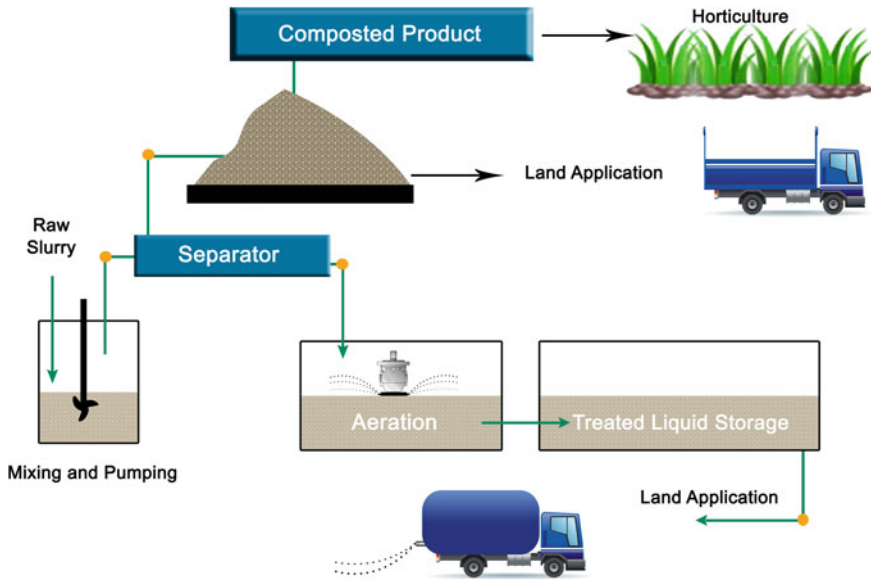 Horticulture
Composted Product
Land Application
Raw
Slurry
Separator
Aeration
Treated Liquid Storage
Mixing and Pumping
Land Application